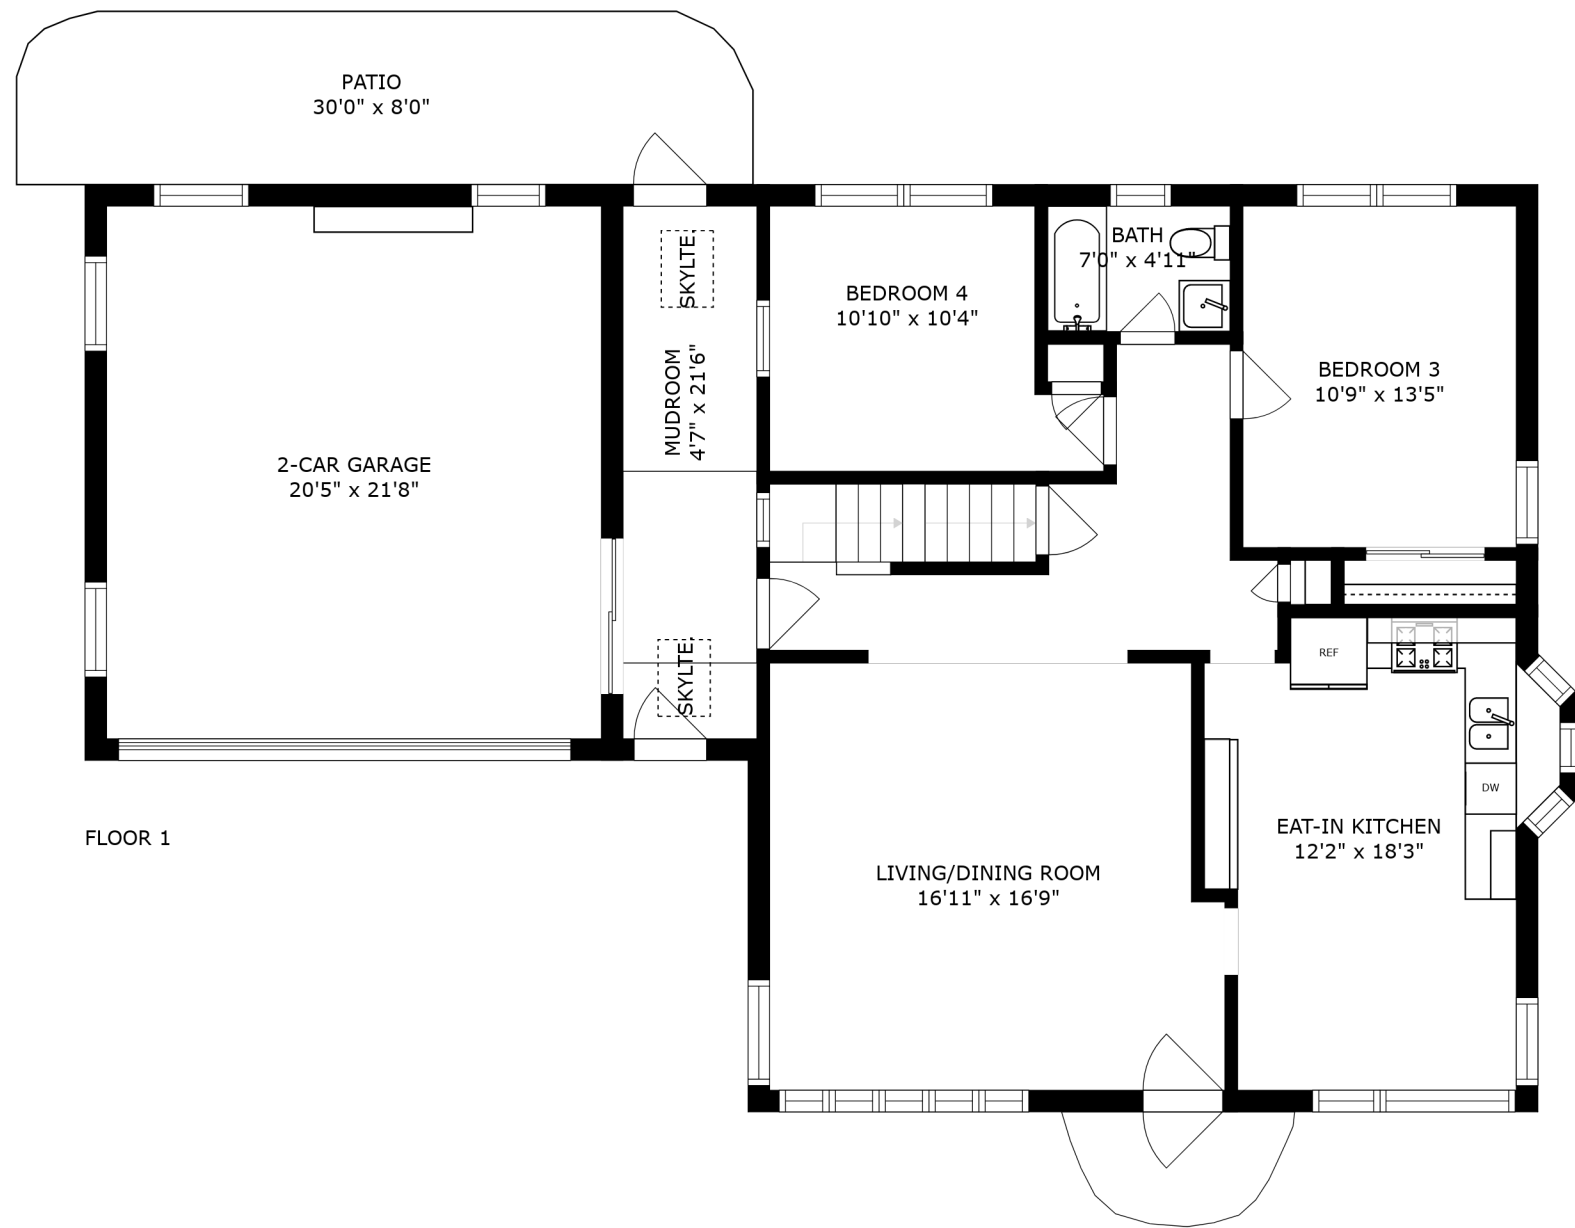 PATIO
30'0" x 8'0"
SKYLTE
BATH
7'0" x 4'11"
BEDROOM 4
10'10" x 10'4"
MUDROOM
4'7" x 21'6"
BEDROOM 3
10'9" x 13'5"
2-CAR GARAGE
20'5" x 21'8"
SKYLTE
REF
DW
FLOOR 1
EAT-IN KITCHEN
12'2" x 18'3"
LIVING/DINING ROOM
16'11" x 16'9"